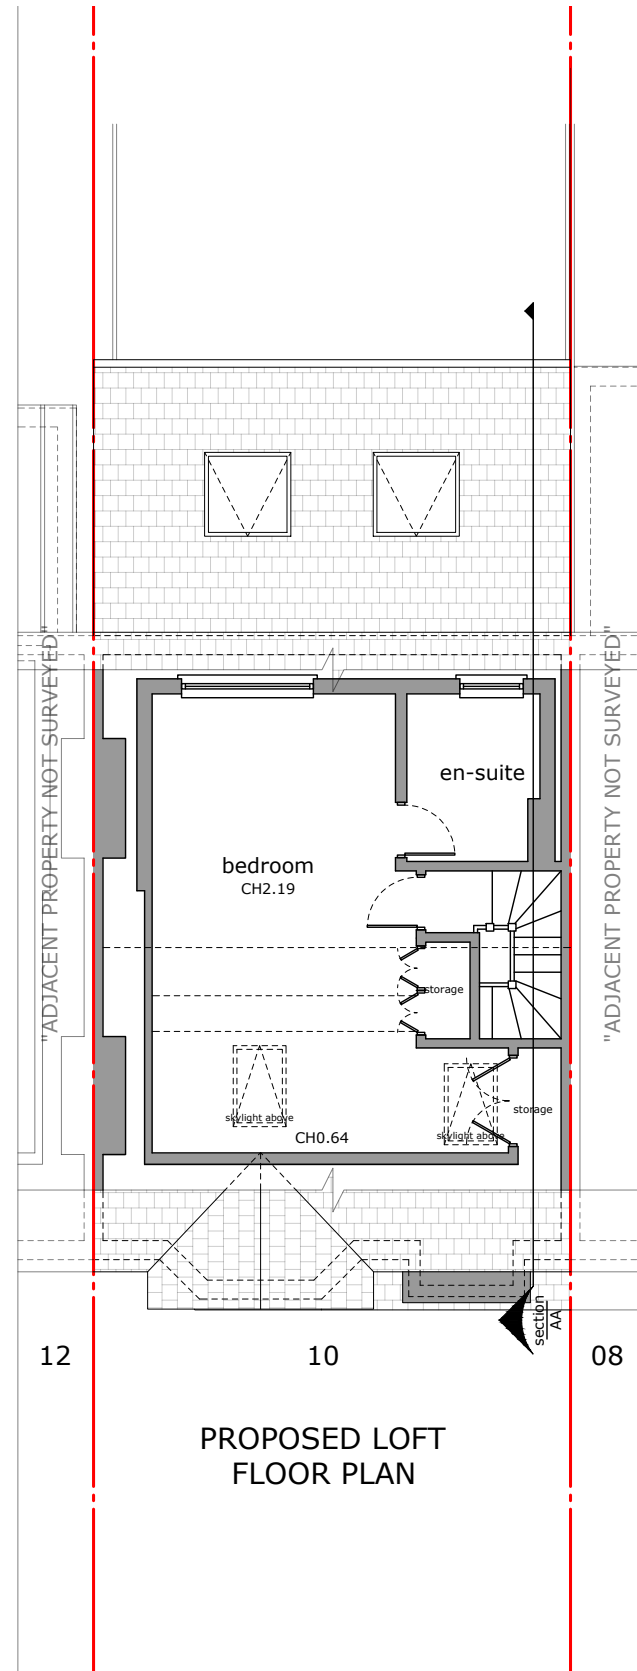 "ADJACENT PROPERTY NOT SURVEYED"
"ADJACENT PROPERTY NOT SURVEYED"
en-suite
bedroom
CH2.19
storage
skylight above
skylight above
storage
CH0.64
section
AA
12
10
08
PROPOSED LOFT
FLOOR PLAN